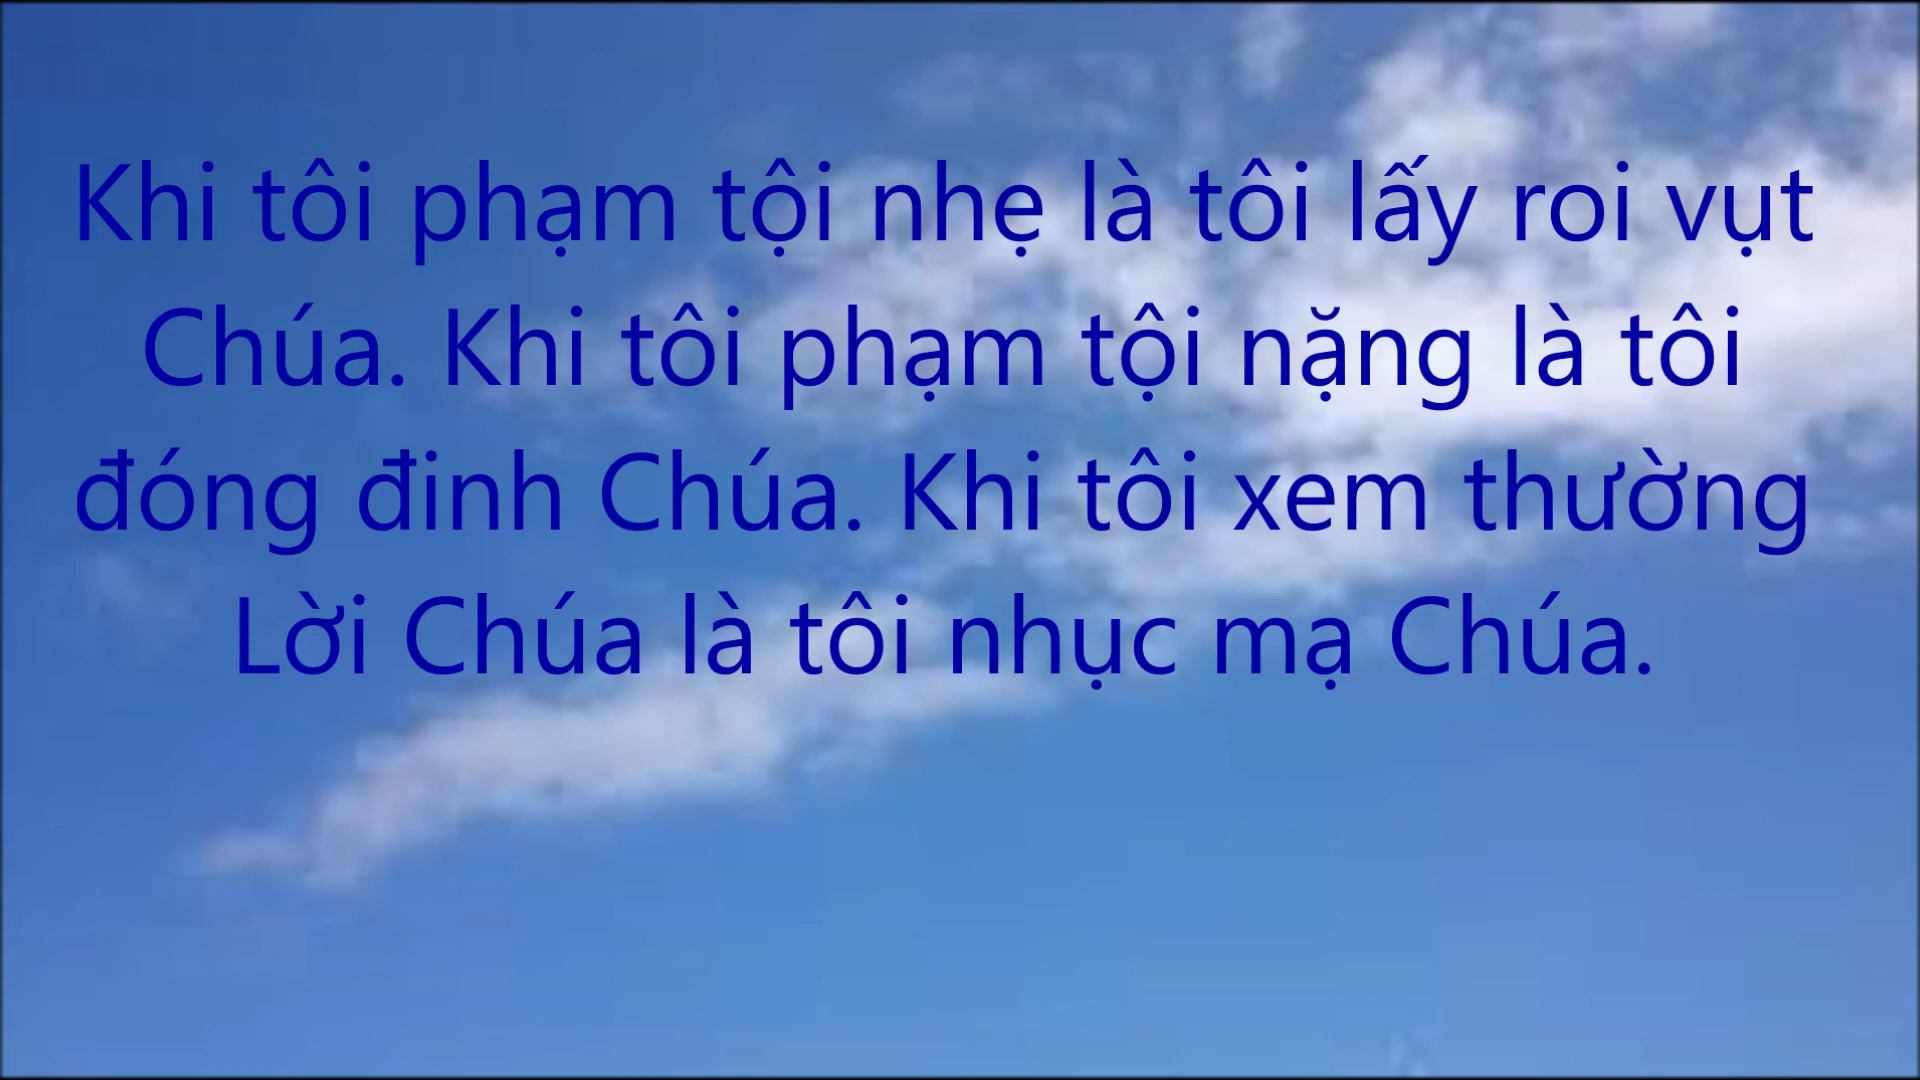 Khi tôi phạm tội nhẹ là tôi lấy roi vụt
Chúa. Khi tôi phạm tội nặng là tôi
đóng đinh Chúa. Khi tôi xem thường
Lời Chúa là tôi nhục mạ Chúa.